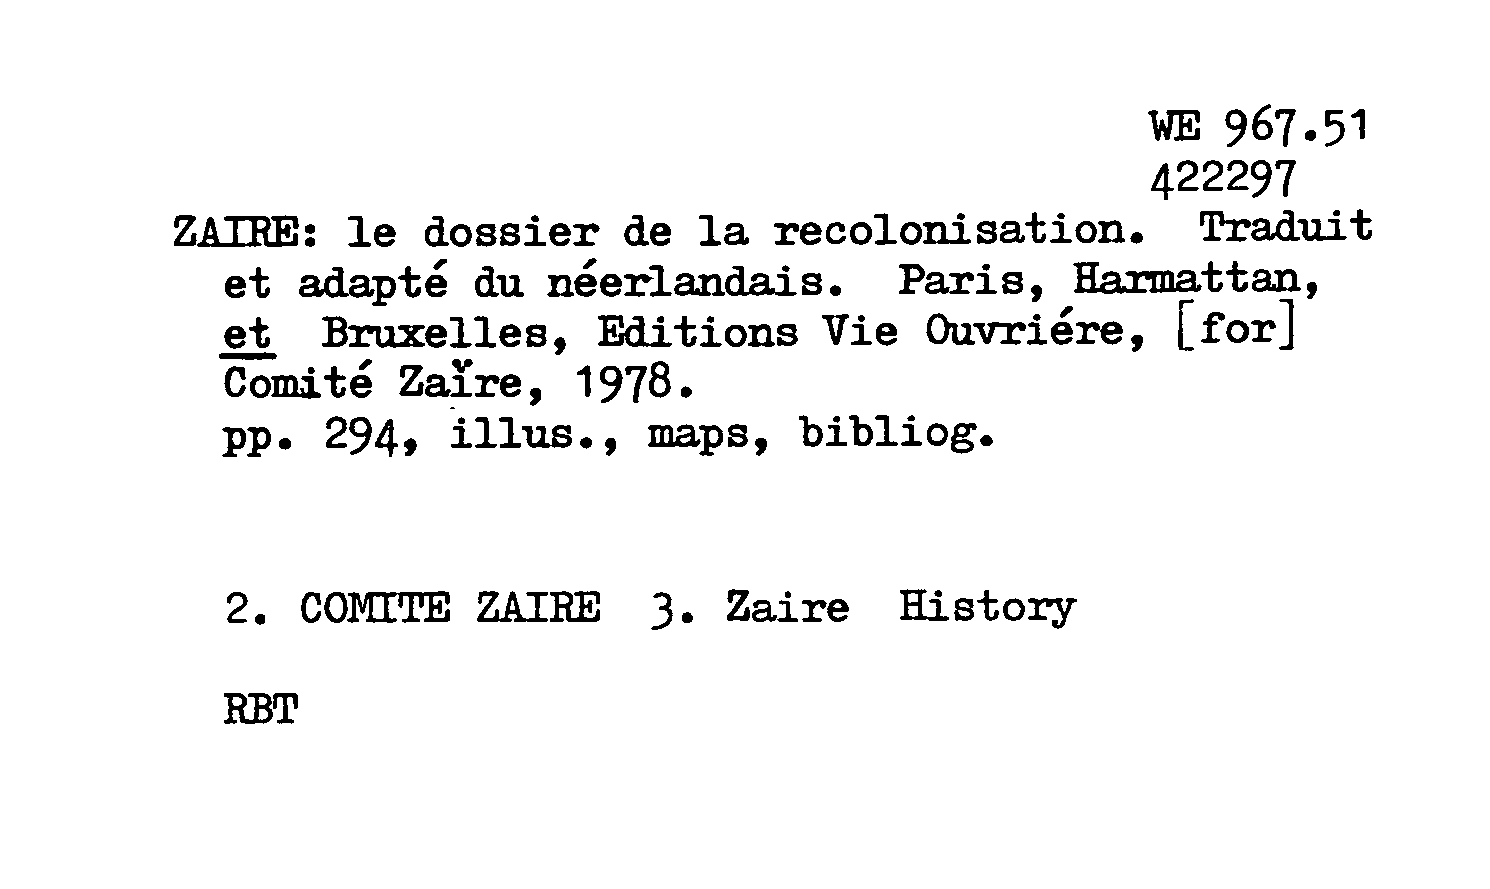 WE 967.51
422297
ZAIRE: le dossier de la recolonisation. Traduit
et adapté du néerlandais. Paris, Harmattan,
et Bruxelles, Editions Vie Ouvriére, [for]
Comité Zaïre, 1978.
pp. 294, illus., maps, bibliog.
2. COMITE ZAIRE 3. Zaire History
RBT